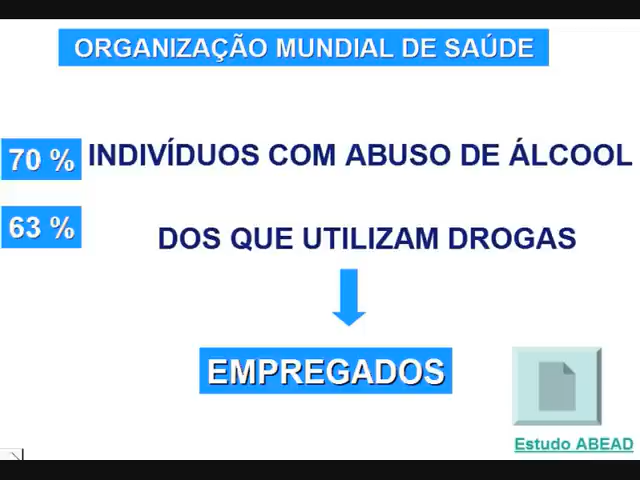 ORGANIZAÇÃO MUNDIAL DE SAÚDE
70 % INDIVÍDUOS COM ABUSO DE ÁLCOOL
63 % DOS QUE UTILIZAM DROGAS
EMPREGADOS
Estudo ABEAD